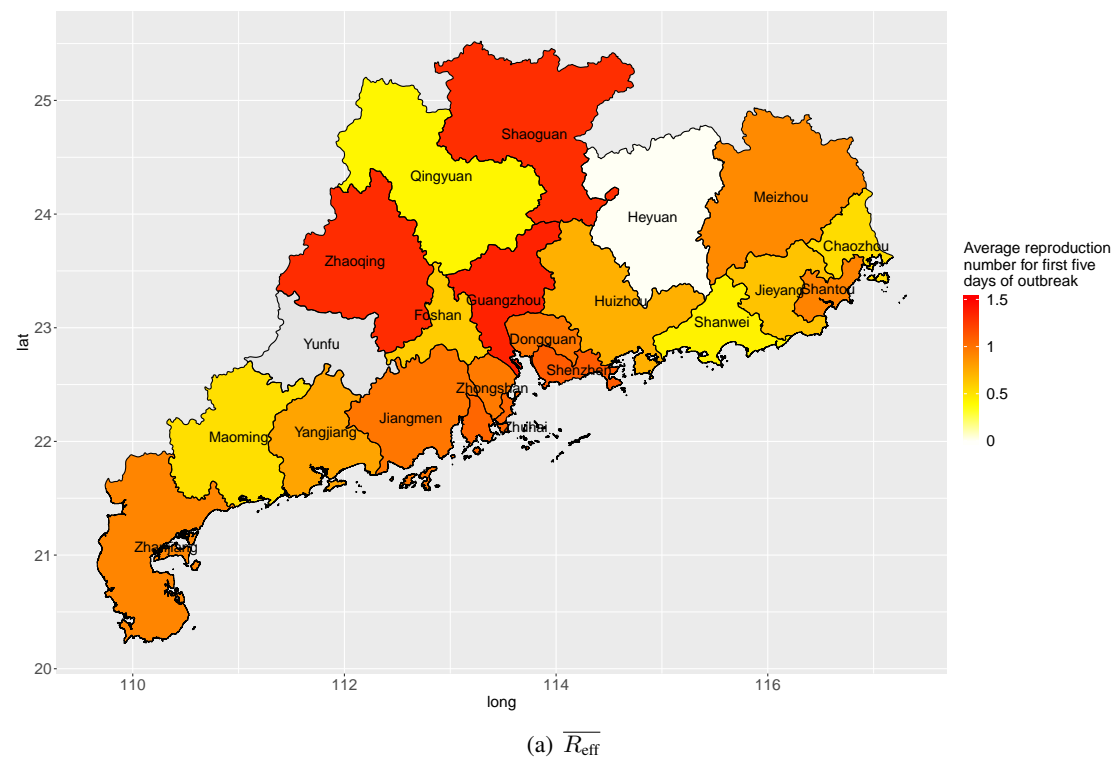 25
24
23
22
21
20
lat
Shaoguan
Qingyuan
Meizhou
Heyuan
Chaozhou
Zhaoqing
Jieyang
Shantou
Guangzhou
Huizhou
Foshan
Shanwei
Yunfu
Dongguan
Shenzhen
Zhongshan
Jiangmen
Zhuhai
Maoming
Yangjiang
Zhanjiang
110
112
114
116
long
Average reproduction
number for first five
days of outbreak
1.5
1
0.5
0
(a) R̅eff